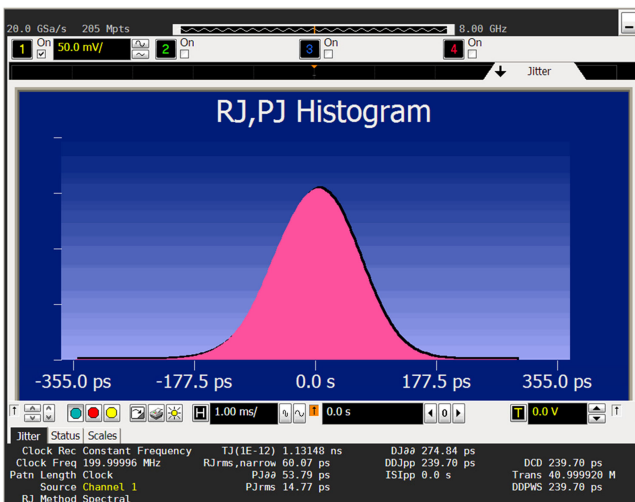 20.0 GSa/s 205 Mpts 8.00 GHz
1 On 50.0 mV/ 2 On 3 On 4 On
Jitter
RJ,PJ Histogram
-355.0 ps -177.5 ps 0.0 s 177.5 ps 355.0 ps
H 1.00 ms/ 0.0 s 0 T 0.0 V
Jitter Status Scales
Clock Rec Constant Frequency TJ(1E-12) 1.13148 ns DJ∂∂ 274.84 ps
Clock Freq 199.99996 MHz RJrms,narrow 60.07 ps DDJpp 239.70 ps DCD 239.70 ps
Patn Length Clock PJ∂∂ 53.79 ps ISIpp 0.0 s Trans 40.999920 M
Source Channel 1 PJrms 14.77 ps DDPWS 239.70 ps
RJ Method Spectral